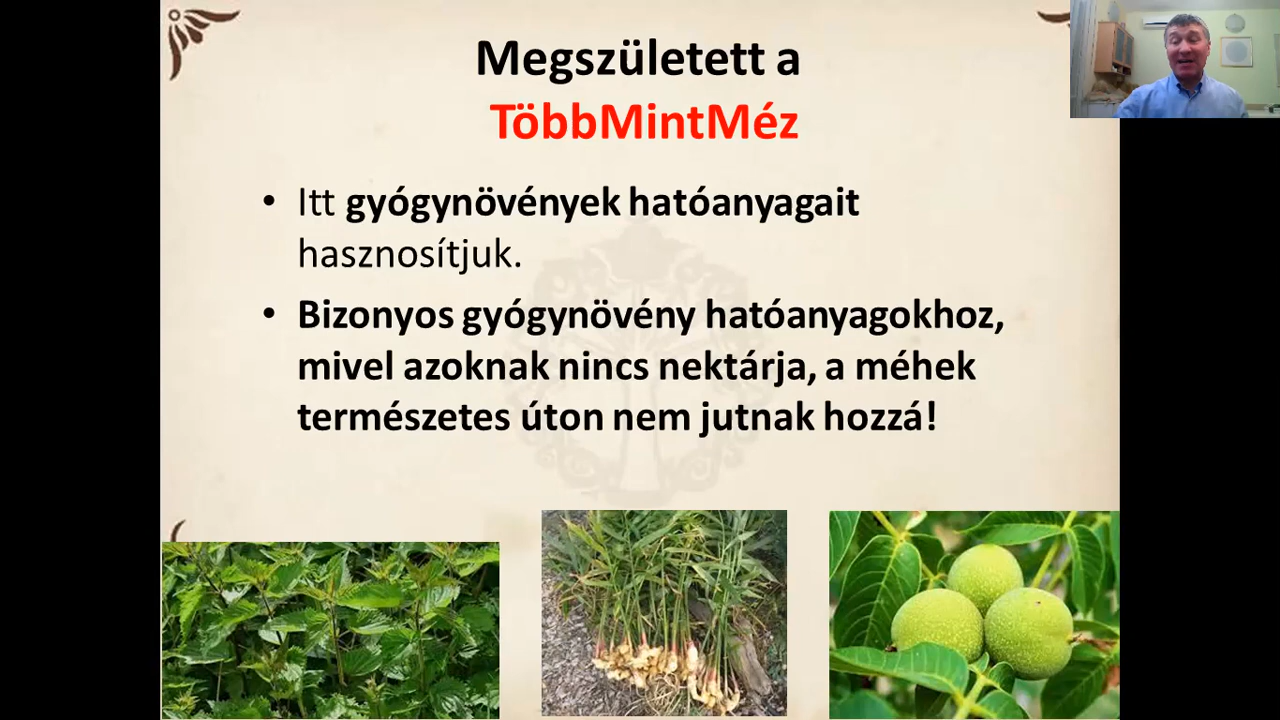 Megszületett a
TöbbMintMéz
• Itt gyógynövények hatóanyagait
hasznosítjuk.
• Bizonyos gyógynövény hatóanyagokhoz,
mivel azoknak nincs nektárja, a méhek
természetes úton nem jutnak hozzá!